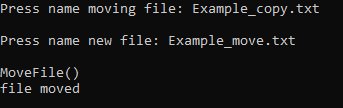 Press name moving file: Example_copy.txt
Press name new file: Example_move.txt
MoveFile()
file moved